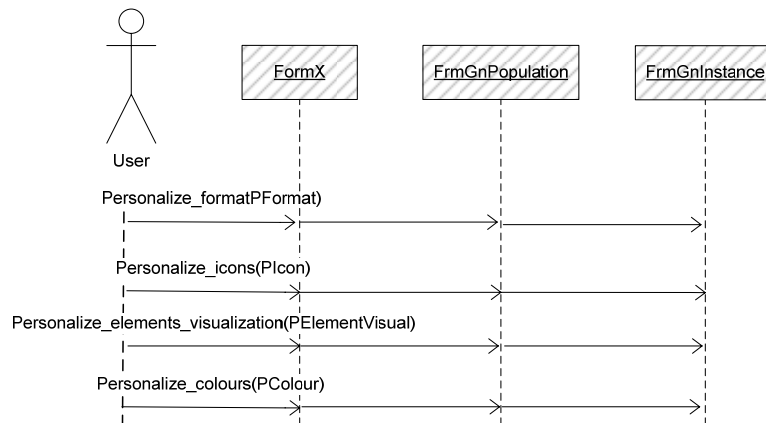 FormX
FrmGnPopulation
FrmGnInstance
User
Personalize_formatPFormat)
Personalize_icons(PIcon)
Personalize_elements_visualization(PElementVisual)
Personalize_colours(PColour)